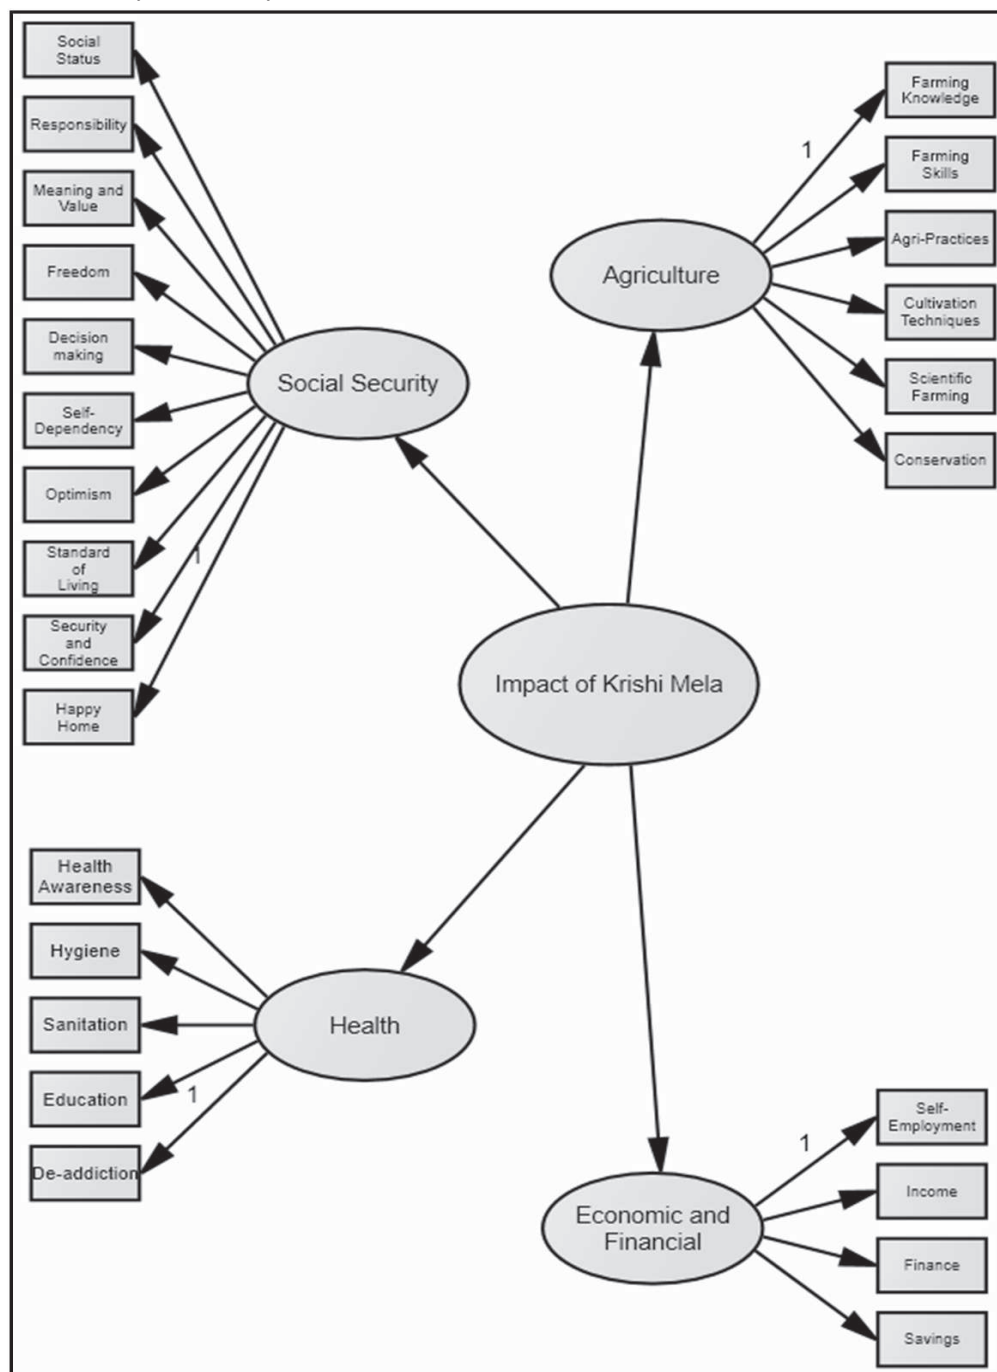 Social
Status
Responsibility
Meaning and
Value
Freedom
Decision
making
Self-
Dependency
Optimism
Standard
of
Living
Security
and
Confidence
Happy
Home
Social Security
1
Farming
Knowledge
Farming
Skills
Agri-Practices
Cultivation
Techniques
Scientific
Farming
Conservation
Agriculture
1
Impact of Krishi Mela
Health
Awareness
Hygiene
Sanitation
Education
De-addiction
Health
1
Economic and
Financial
1
Self-
Employment
Income
Finance
Savings